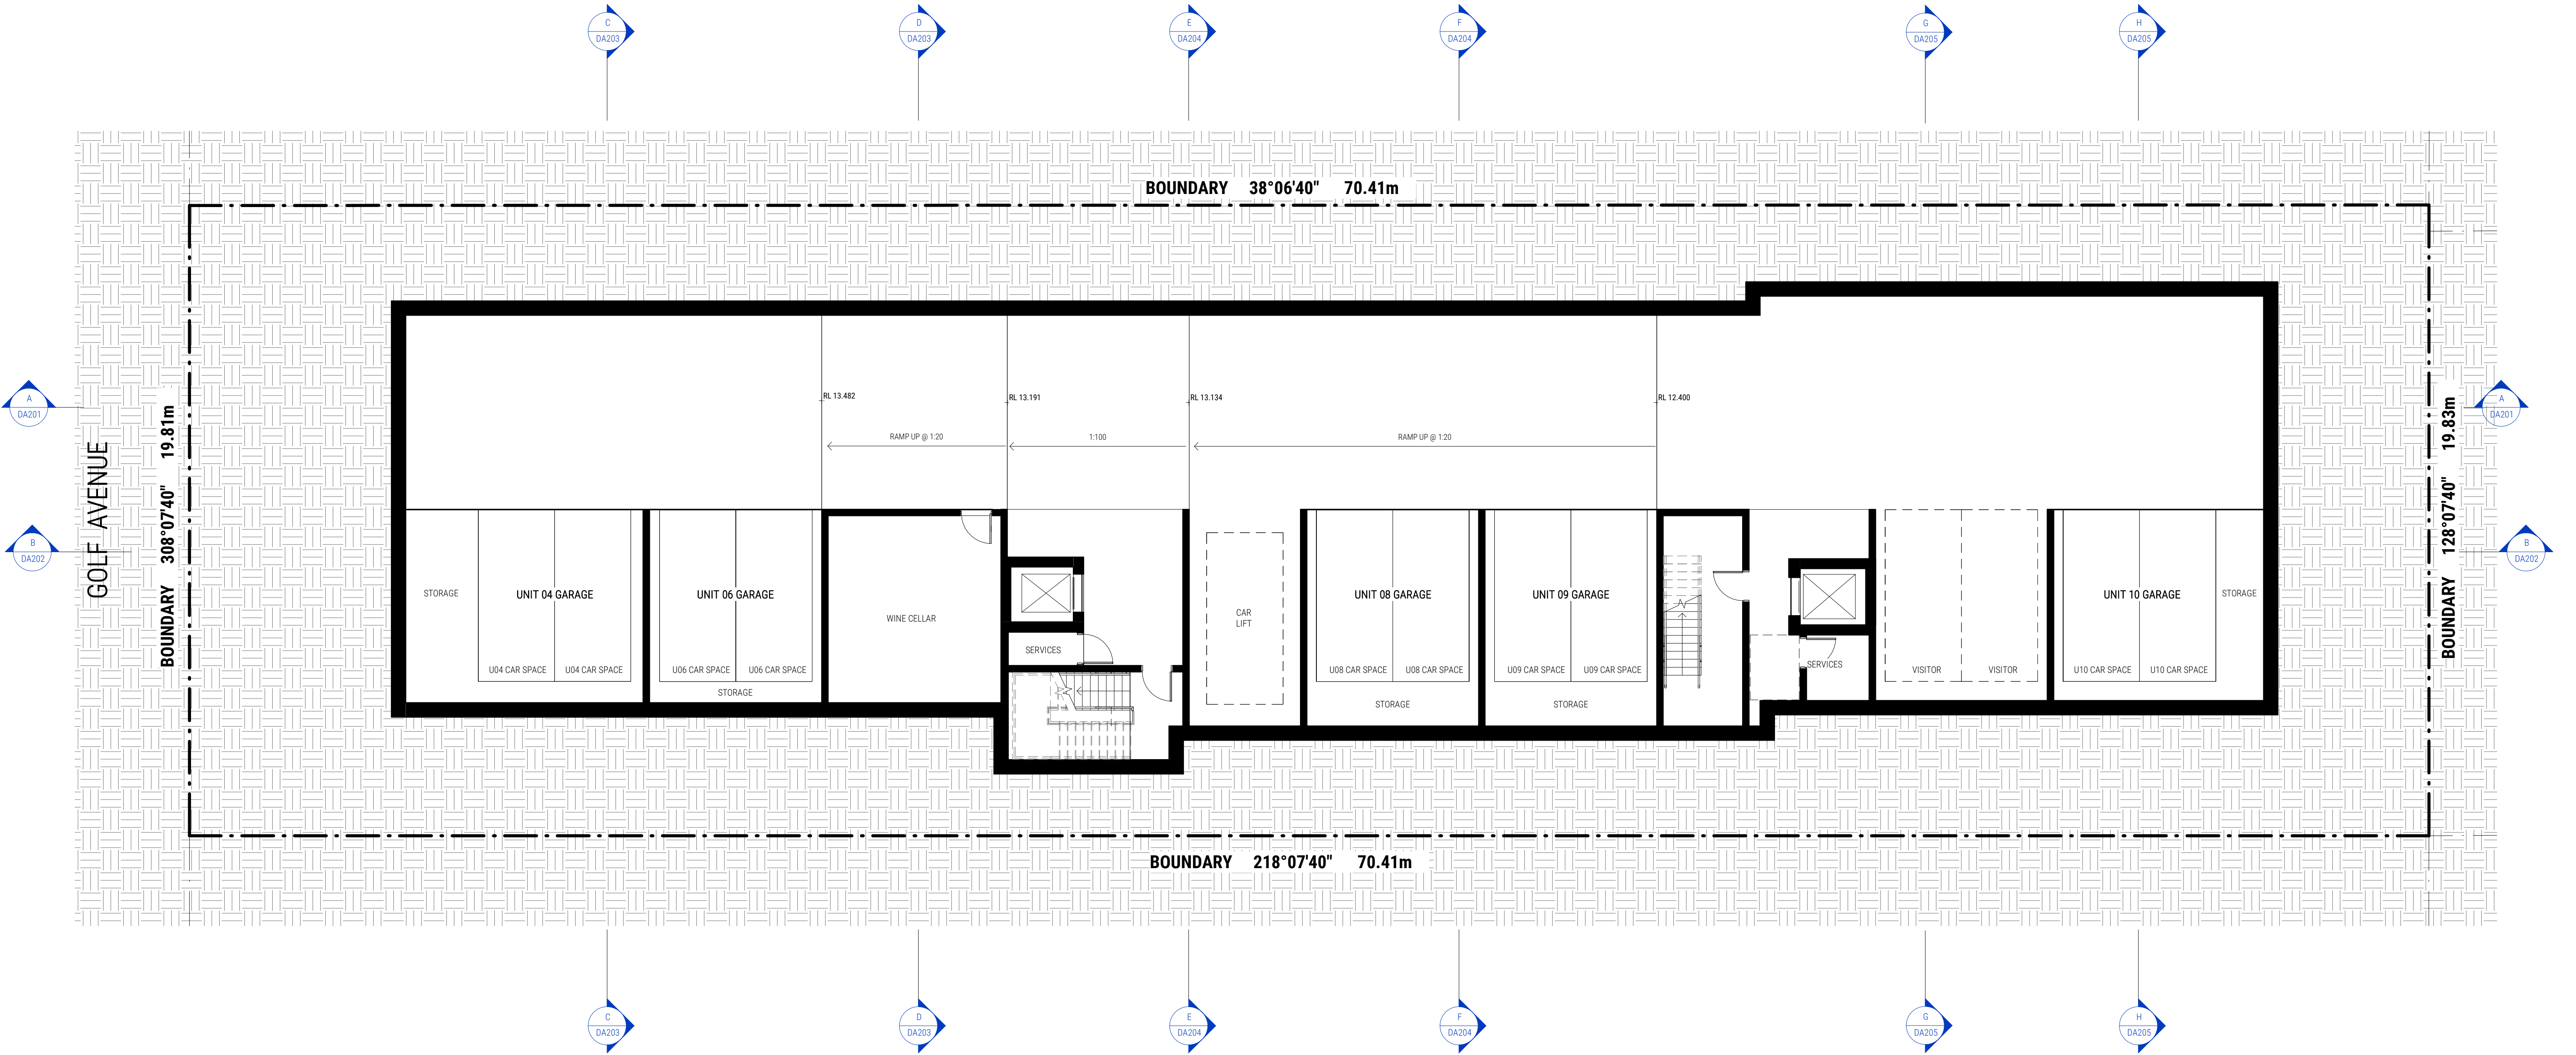 C
DA203
D
DA203
E
DA204
F
DA204
G
DA205
H
DA205
BOUNDARY 38°06'40" 70.41m
A
DA201
B
DA202
GOLF AVENUE
BOUNDARY 308°07'40" 19.81m
RL 13.482
RL 13.191
RL 13.134
RL 12.400
RAMP UP @ 1:20
1:100
RAMP UP @ 1:20
STORAGE
UNIT 04 GARAGE
U04 CAR SPACE
U04 CAR SPACE
UNIT 06 GARAGE
U06 CAR SPACE
U06 CAR SPACE
STORAGE
WINE CELLAR
SERVICES
CAR
LIFT
UNIT 08 GARAGE
U08 CAR SPACE
U08 CAR SPACE
STORAGE
UNIT 09 GARAGE
U09 CAR SPACE
U09 CAR SPACE
STORAGE
SERVICES
VISITOR
VISITOR
UNIT 10 GARAGE
U10 CAR SPACE
U10 CAR SPACE
STORAGE
BOUNDARY 128°07'40" 19.83m
A
DA201
B
DA202
BOUNDARY 218°07'40" 70.41m
C
DA203
D
DA203
E
DA204
F
DA204
G
DA205
H
DA205